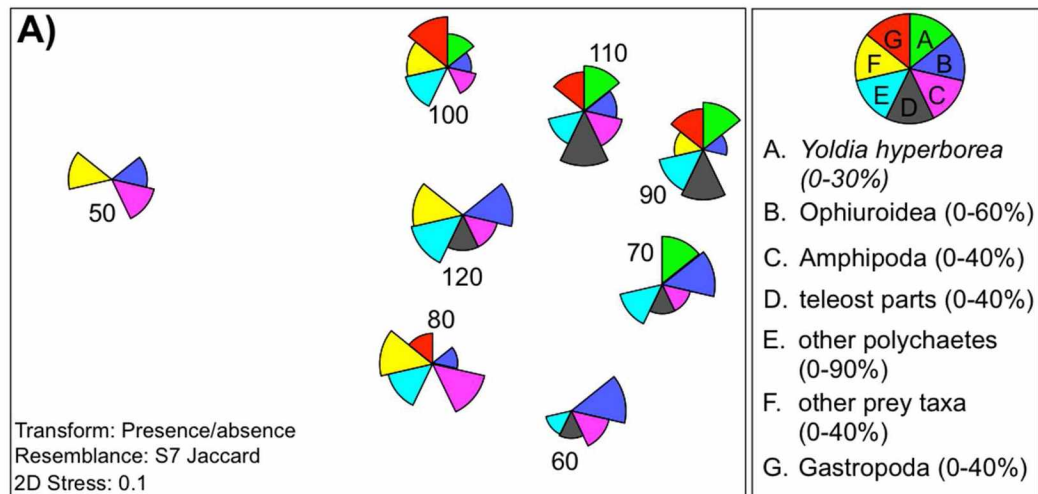 A)
100
110
90
50
120
70
80
60
Transform: Presence/absence
Resemblance: S7 Jaccard
2D Stress: 0.1
G A
F B
E C
D
A. Yoldia hyperborea
(0-30%)
B. Ophiuroidea (0-60%)
C. Amphipoda (0-40%)
D. teleost parts (0-40%)
E. other polychaetes
(0-90%)
F. other prey taxa
(0-40%)
G. Gastropoda (0-40%)